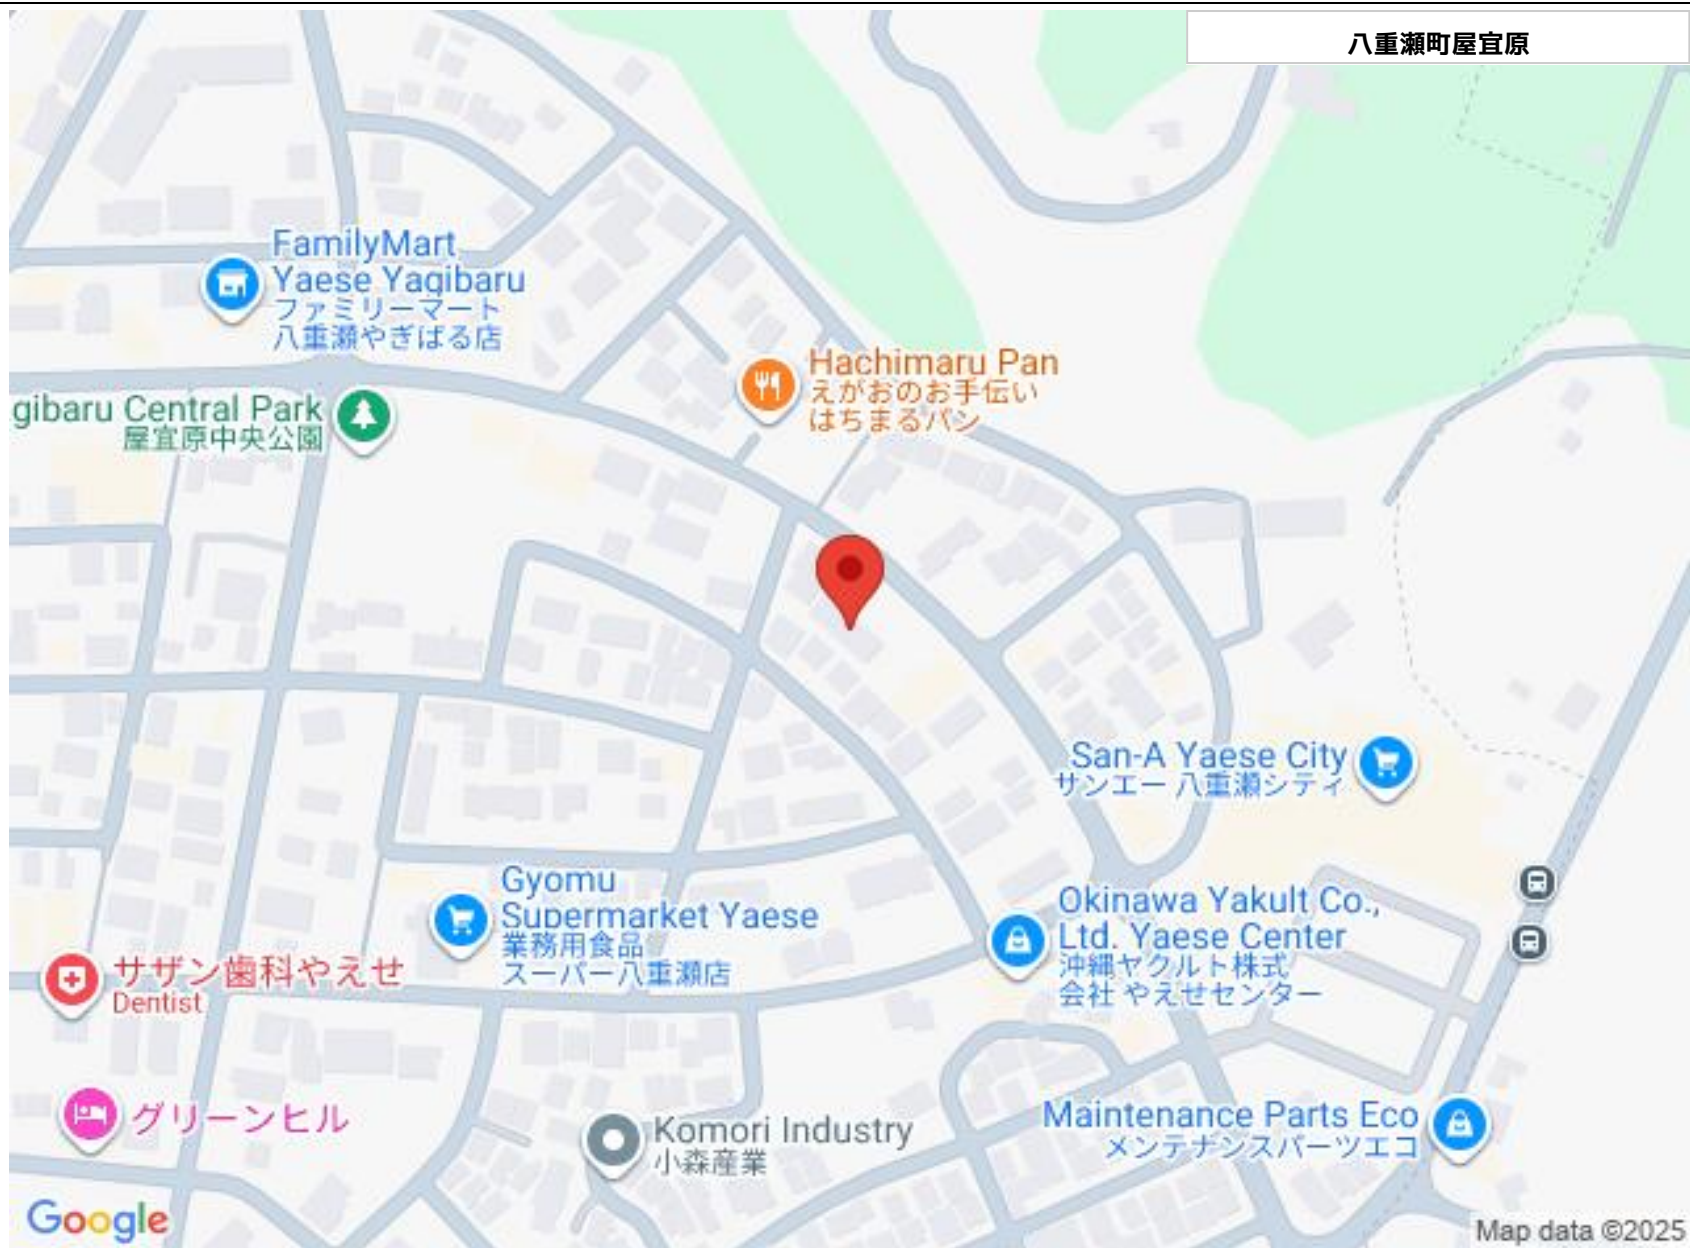 八重瀬町屋宜原
FamilyMart
Yaese Yagibaru
ファミリーマート
八重瀬やぎばる店
Hachimaru Pan
えがおのお手伝い
はちまるパン
gibaru Central Park
屋宜原中央公園
San-A Yaese City
サンエー 八重瀬シティ
Gyomu
Supermarket Yaese
業務用食品
スーパー八重瀬店
Okinawa Yakult Co.,
Ltd. Yaese Center
沖縄ヤクルト株式
会社 やえせセンター
サザン歯科やえせ
Dentist
グリーンヒル
Komori Industry
小森産業
Maintenance Parts Eco
メンテナンスパーツエコ
Google
Map data ©2025